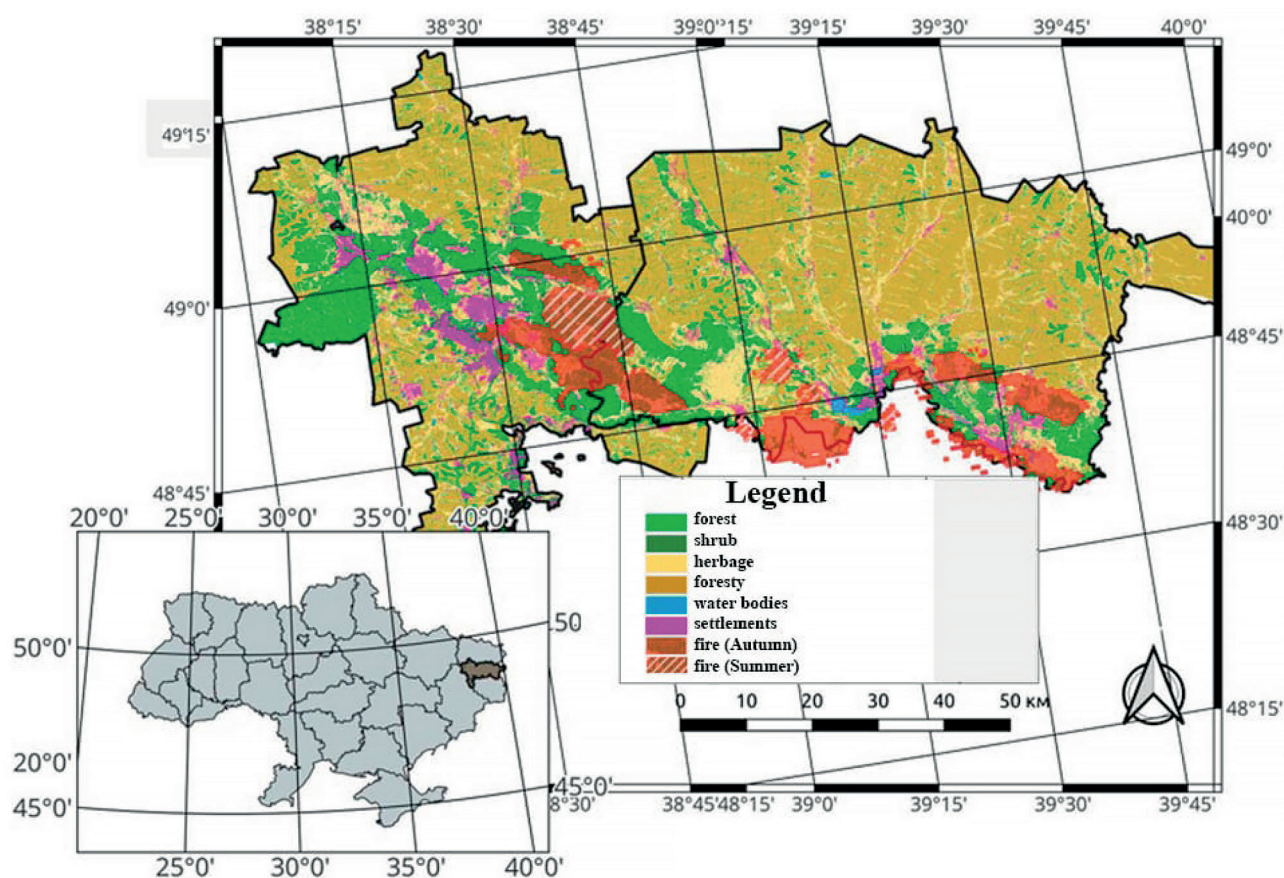 38°15' 38°30' 38°45' 39°0' 39°15' 39°30' 39°45' 40°0'
49°15'
49°0'
48°45'
49°0'
40°0'
48°45'
48°30'
48°15'
Legend
forest
shrub
herbage
foresty
water bodies
settlements
fire (Autumn)
fire (Summer)
0 10 20 30 40 50 км
38°45' 48°15' 39°0' 39°15' 39°30' 39°45'
20°0' 25°0' 30°0' 35°0' 40°0'
50°0'
20°0'
45°0'
50
45°0'
8°30'
25°0' 30°0' 35°0' 40°0'